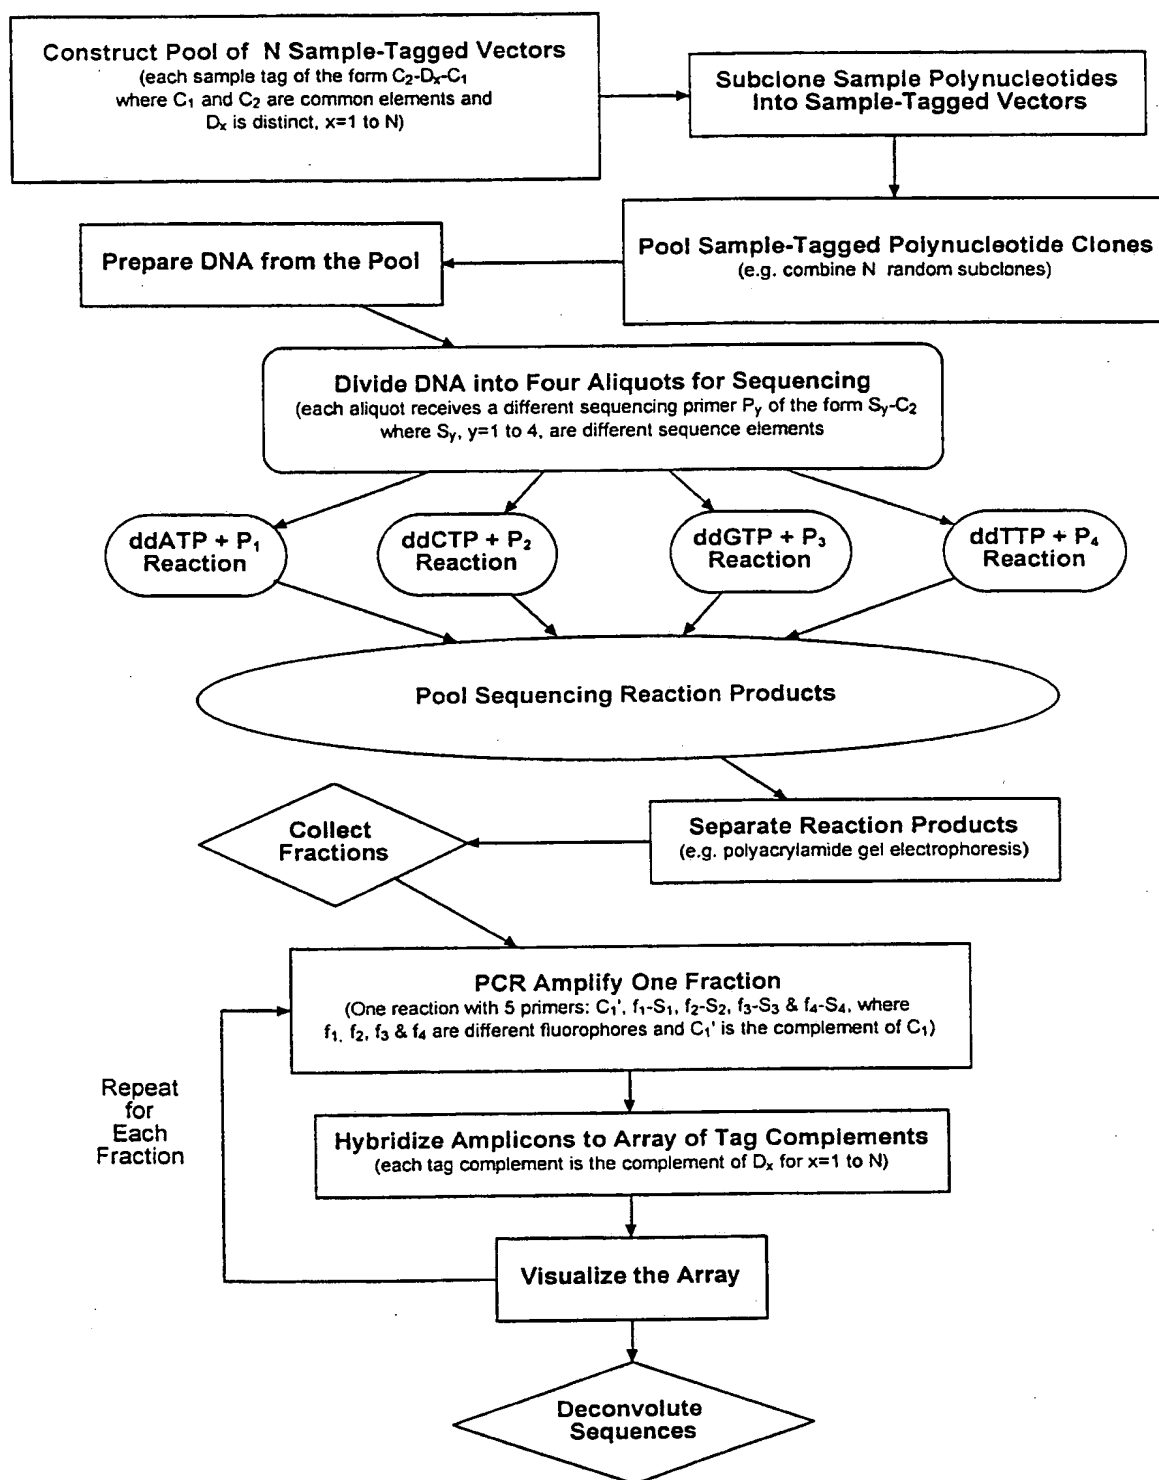 Construct Pool of N Sample-Tagged Vectors
(each sample tag of the form C₂-Dₓ-C₁
where C₁ and C₂ are common elements and
Dₓ is distinct, x=1 to N)
Subclone Sample Polynucleotides
Into Sample-Tagged Vectors
Pool Sample-Tagged Polynucleotide Clones
(e.g. combine N random subclones)
Prepare DNA from the Pool
Divide DNA into Four Aliquots for Sequencing
(each aliquot receives a different sequencing primer Pᵧ of the form Sᵧ-C₂
where Sᵧ, y=1 to 4, are different sequence elements
ddATP + P₁
Reaction
ddCTP + P₂
Reaction
ddGTP + P₃
Reaction
ddTTP + P₄
Reaction
Pool Sequencing Reaction Products
Separate Reaction Products
(e.g. polyacrylamide gel electrophoresis)
Collect
Fractions
PCR Amplify One Fraction
(One reaction with 5 primers: C₁', f₁-S₁, f₂-S₂, f₃-S₃ & f₄-S₄, where
f₁, f₂, f₃ & f₄ are different fluorophores and C₁' is the complement of C₁)
Repeat
for
Each
Fraction
Hybridize Amplicons to Array of Tag Complements
(each tag complement is the complement of Dₓ for x=1 to N)
Visualize the Array
Deconvolute
Sequences